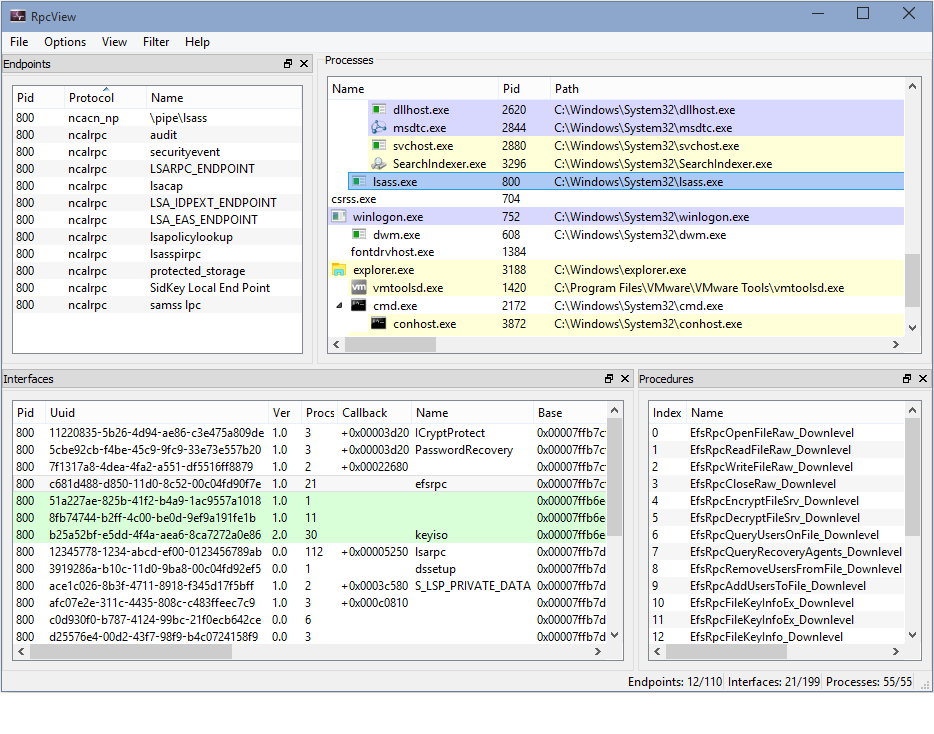 RpcView
File Options View Filter Help
Endpoints
Pid Protocol Name
800 ncacn_np \pipe\lsass
800 ncalrpc audit
800 ncalrpc securityevent
800 ncalrpc LSARPC_ENDPOINT
800 ncalrpc lsacap
800 ncalrpc LSA_IDPEXT_ENDPOINT
800 ncalrpc LSA_EAS_ENDPOINT
800 ncalrpc lsapolicylookup
800 ncalrpc lsasspirpc
800 ncalrpc protected_storage
800 ncalrpc SidKey Local End Point
800 ncalrpc samss lpc
Processes
Name Pid Path
dllhost.exe 2620 C:\Windows\System32\dllhost.exe
msdtc.exe 2844 C:\Windows\System32\msdtc.exe
svchost.exe 2880 C:\Windows\System32\svchost.exe
SearchIndexer.exe 3296 C:\Windows\System32\SearchIndexer.exe
lsass.exe 800 C:\Windows\System32\lsass.exe
csrss.exe 704
winlogon.exe 752 C:\Windows\System32\winlogon.exe
dwm.exe 608 C:\Windows\System32\dwm.exe
fontdrvhost.exe 1384
explorer.exe 3188 C:\Windows\explorer.exe
vm vmtoolsd.exe 1420 C:\Program Files\VMware\VMware Tools\vmtoolsd.exe
cmd.exe 2172 C:\Windows\System32\cmd.exe
conhost.exe 3872 C:\Windows\System32\conhost.exe
Interfaces
Pid Uuid Ver Procs Callback Name Base
800 11220835-5b26-4d94-ae86-c3e475a809de 1.0 3 +0x00003d20 ICryptProtect 0x00007ffb7c
800 5cbe92cb-f4be-45c9-9fc9-33e73e557b20 1.0 3 +0x00003d20 PasswordRecovery 0x00007ffb7c
800 7f1317a8-4dea-4fa2-a551-df5516ff8879 1.0 2 +0x00022680 0x00007ffb7c
800 c681d488-d850-11d0-8c52-00c04fd90f7e 1.0 21 efsrpc 0x00007ffb7c
800 51a227ae-825b-41f2-b4a9-1ac9557a1018 1.0 1 0x00007ffb6e
800 8fb74744-b2ff-4c00-be0d-9ef9a191fe1b 1.0 11 0x00007ffb6e
800 b25a52bf-e5dd-4f4a-aea6-8ca7272a0e86 2.0 30 keyiso 0x00007ffb6e
800 12345778-1234-abcd-ef00-0123456789ab 0.0 112 +0x00005250 lsarpc 0x00007ffb7d
800 3919286a-b10c-11d0-9ba8-00c04fd92ef5 0.0 1 dssetup 0x00007ffb7d
800 ace1c026-8b3f-4711-8918-f345d17f5bff 1.0 2 +0x0003c580 S_LSP_PRIVATE_DATA 0x00007ffb7d
800 afc07e2e-311c-4435-808c-c483ffeec7c9 1.0 3 +0x000c0810 0x00007ffb7d
800 c0d930f0-b787-4124-99bc-21f0ecb642ce 0.0 6 0x00007ffb7d
800 d25576e4-00d2-43f7-98f9-b4c0724158f9 0.0 3 0x00007ffb7d
Procedures
Index Name
0 EfsRpcOpenFileRaw_Downlevel
1 EfsRpcReadFileRaw_Downlevel
2 EfsRpcWriteFileRaw_Downlevel
3 EfsRpcCloseRaw_Downlevel
4 EfsRpcEncryptFileSrv_Downlevel
5 EfsRpcDecryptFileSrv_Downlevel
6 EfsRpcQueryUsersOnFile_Downlevel
7 EfsRpcQueryRecoveryAgents_Downlevel
8 EfsRpcRemoveUsersFromFile_Downlevel
9 EfsRpcAddUsersToFile_Downlevel
10 EfsRpcFileKeyInfoEx_Downlevel
11 EfsRpcFileKeyInfoEx_Downlevel
12 EfsRpcFileKeyInfo_Downlevel
Endpoints: 12/110 Interfaces: 21/199 Processes: 55/55